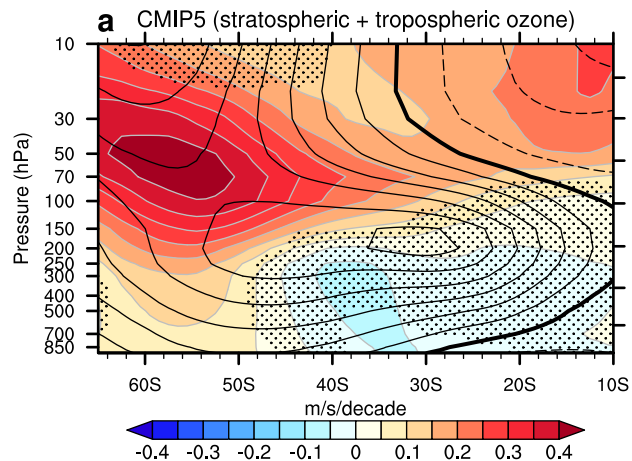 a CMIP5 (stratospheric + tropospheric ozone)
10
30
50
70
100
150
200
250
300
400
500
700
850
Pressure (hPa)
60S 50S 40S 30S 20S 10S
m/s/decade
-0.4 -0.3 -0.2 -0.1 0 0.1 0.2 0.3 0.4